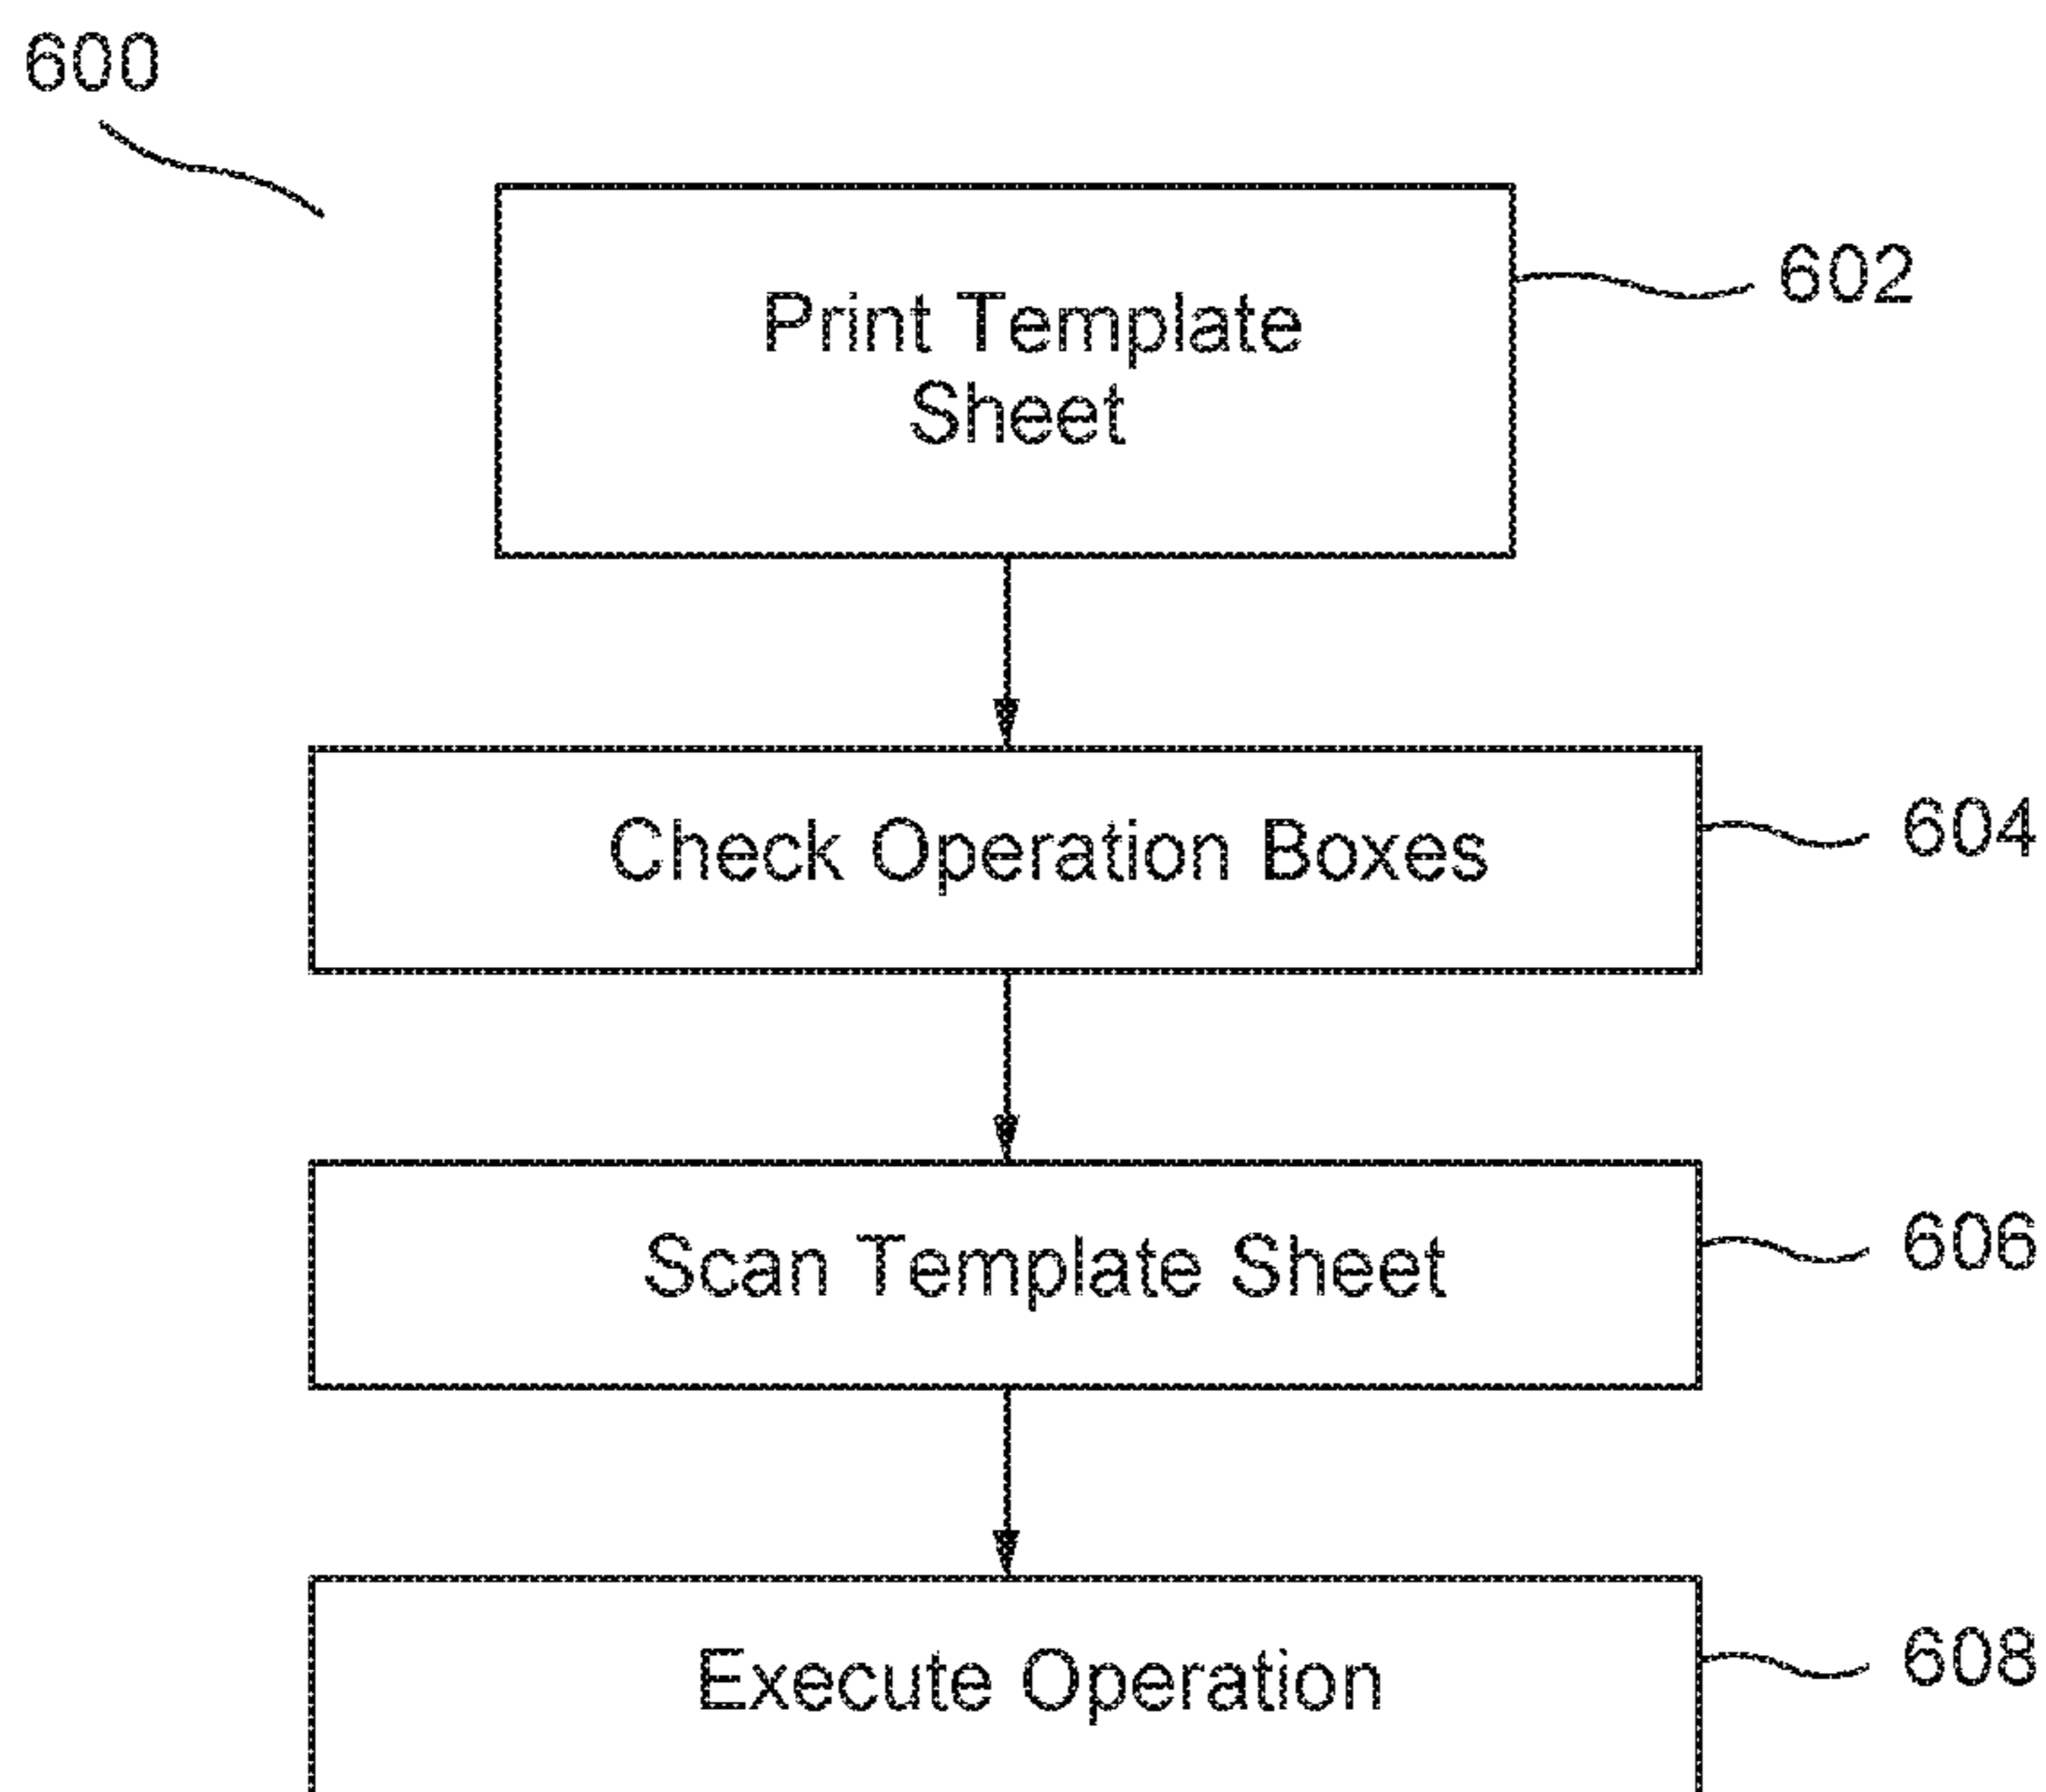 600
Print Template
Sheet
602
Check Operation Boxes
604
Scan Template Sheet
606
Execute Operation
608